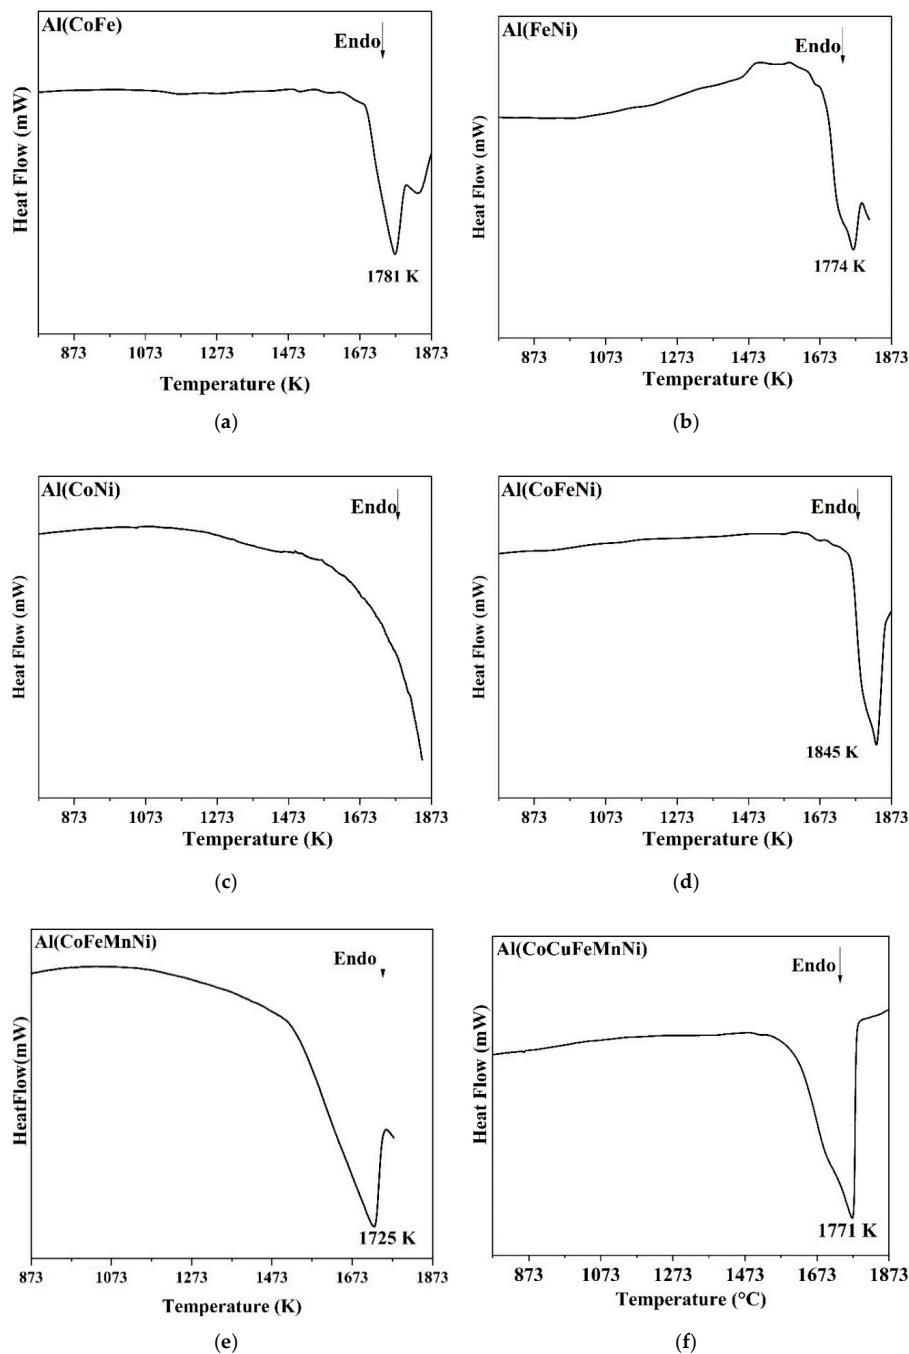 Al(CoFe)
Endo
Heat Flow (mW)
1781 K
873 1073 1273 1473 1673 1873
Temperature (K)
(a)
Al(FeNi)
Endo
Heat Flow (mW)
1774 K
873 1073 1273 1473 1673 1873
Temperature (K)
(b)
Al(CoNi)
Endo
Heat Flow (mW)
873 1073 1273 1473 1673 1873
Temperature (K)
(c)
Al(CoFeNi)
Endo
Heat Flow (mW)
1845 K
873 1073 1273 1473 1673 1873
Temperature (K)
(d)
Al(CoFeMnNi)
Endo
HeatFlow(mW)
1725 K
873 1073 1273 1473 1673 1873
Temperature (K)
(e)
Al(CoCuFeMnNi)
Endo
Heat Flow (mW)
1771 K
873 1073 1273 1473 1673 1873
Temperature (°C)
(f)